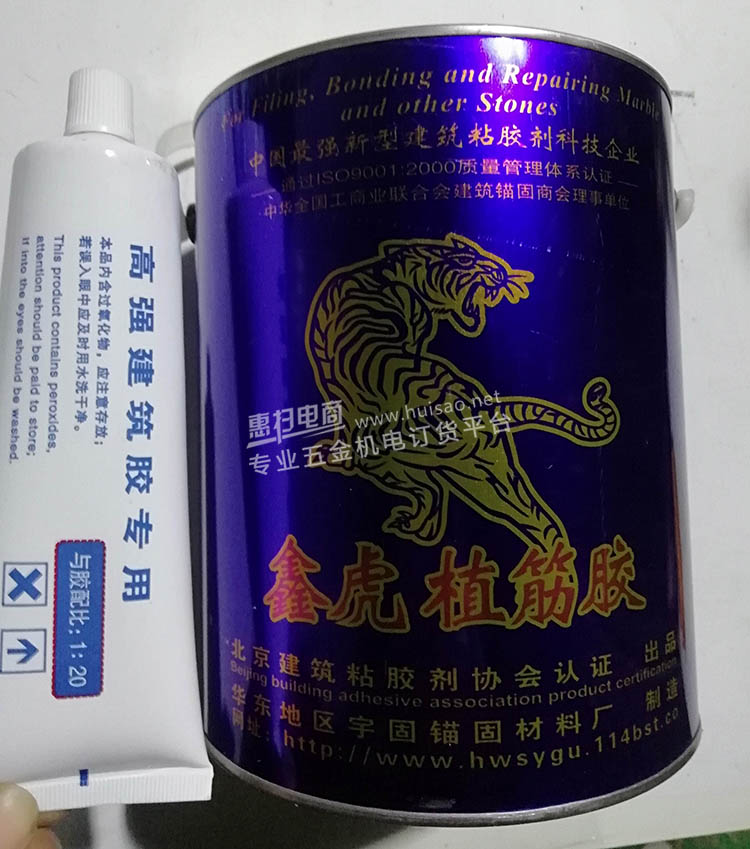 高强建筑胶专用
本品内含过氧化物，应注意存放；
若误入眼中应及时用水洗干净。
This product contains peroxides,
attention should be paid to store;
If into the eyes should be washed.
与胶配比；1：20
For Filing, Bonding and Repairing Marble
and other Stones
中国最强新型建筑粘胶剂科技企业
通过ISO9001:2000质量管理体系认证
中华全国工商业联合会建筑锚固商会理事单位
惠扫电商 www.huisao.net
专业五金机电订货平台
鑫虎植筋胶
北京建筑粘胶剂协会认证 出品
Beijing building adhesive association product certification
华东地区宇固锚固材料厂 制造
网址：http://www.hwsygu.114bst.co